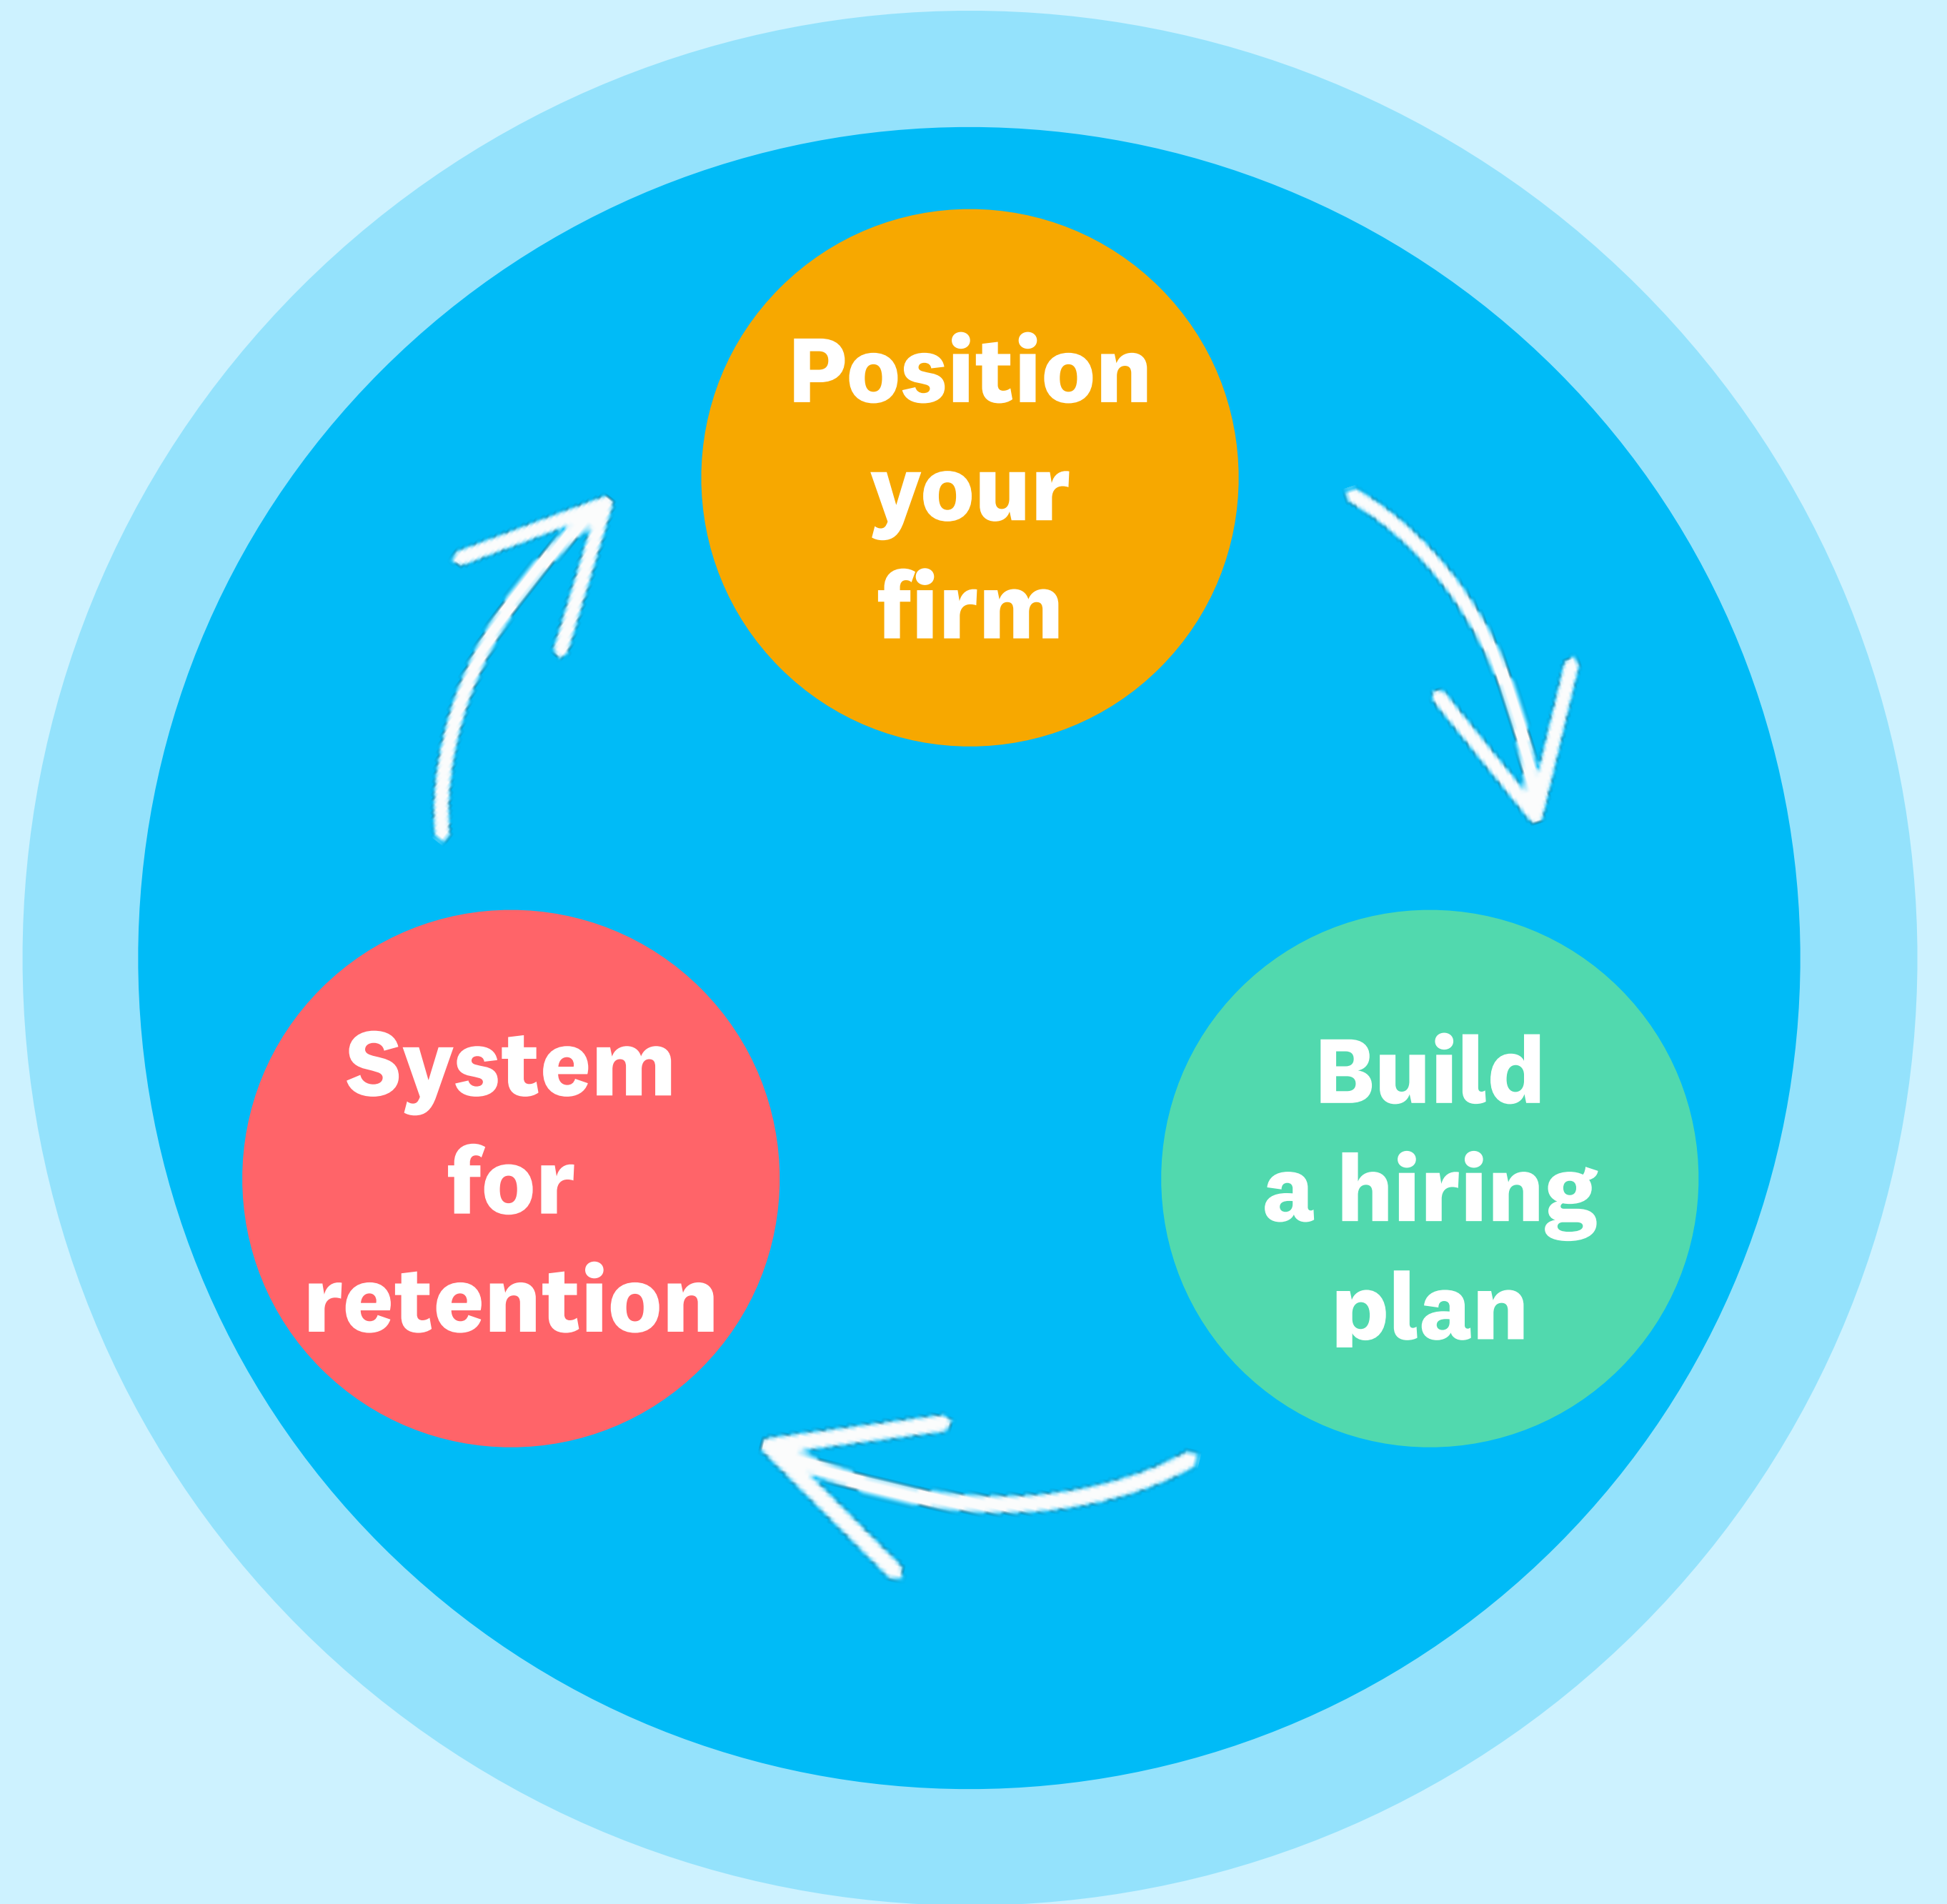 Position
your
firm
Build
a hiring
plan
System
for
retention